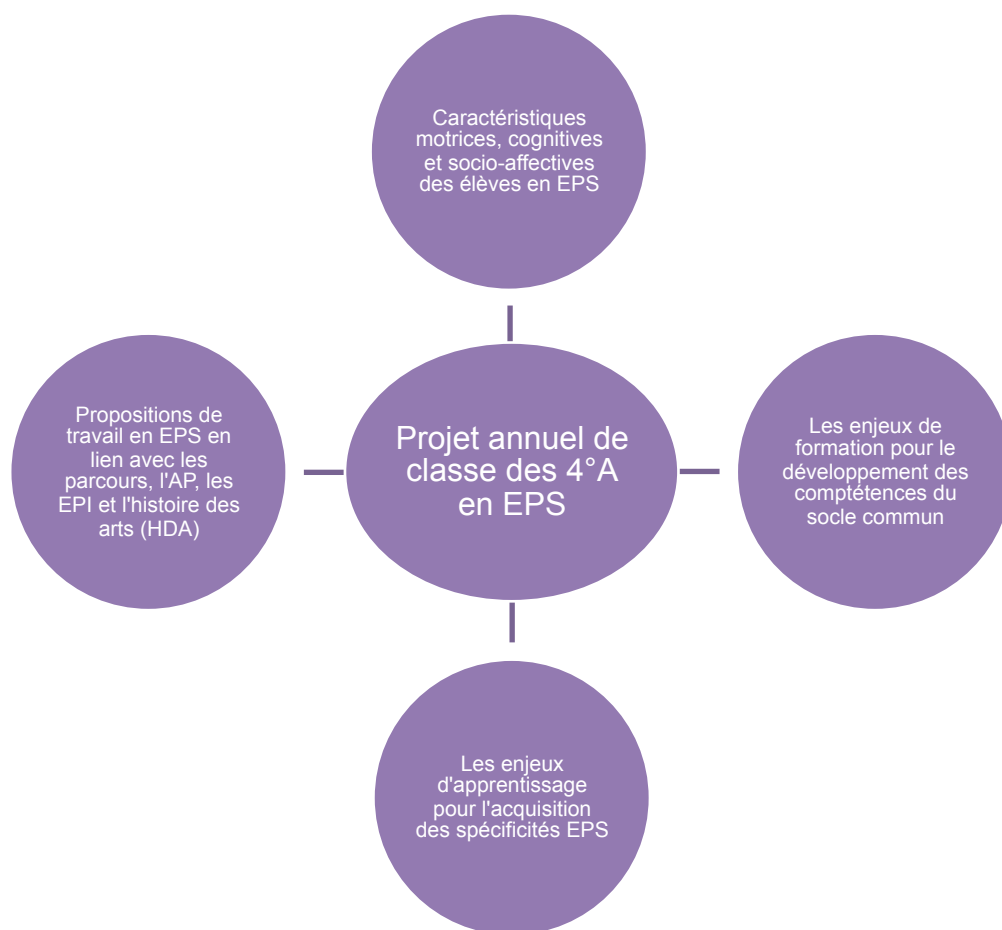 Caractéristiques
motrices, cognitives
et socio-affectives
des élèves en EPS
Propositions de
travail en EPS en
lien avec les
parcours, l'AP, les
EPI et l'histoire des
arts (HDA)
Projet annuel de
classe des 4°A
en EPS
Les enjeux de
formation pour le
développement des
comptétences du
socle commun
Les enjeux
d'apprentissage
pour l'acquisition
des spécificités EPS